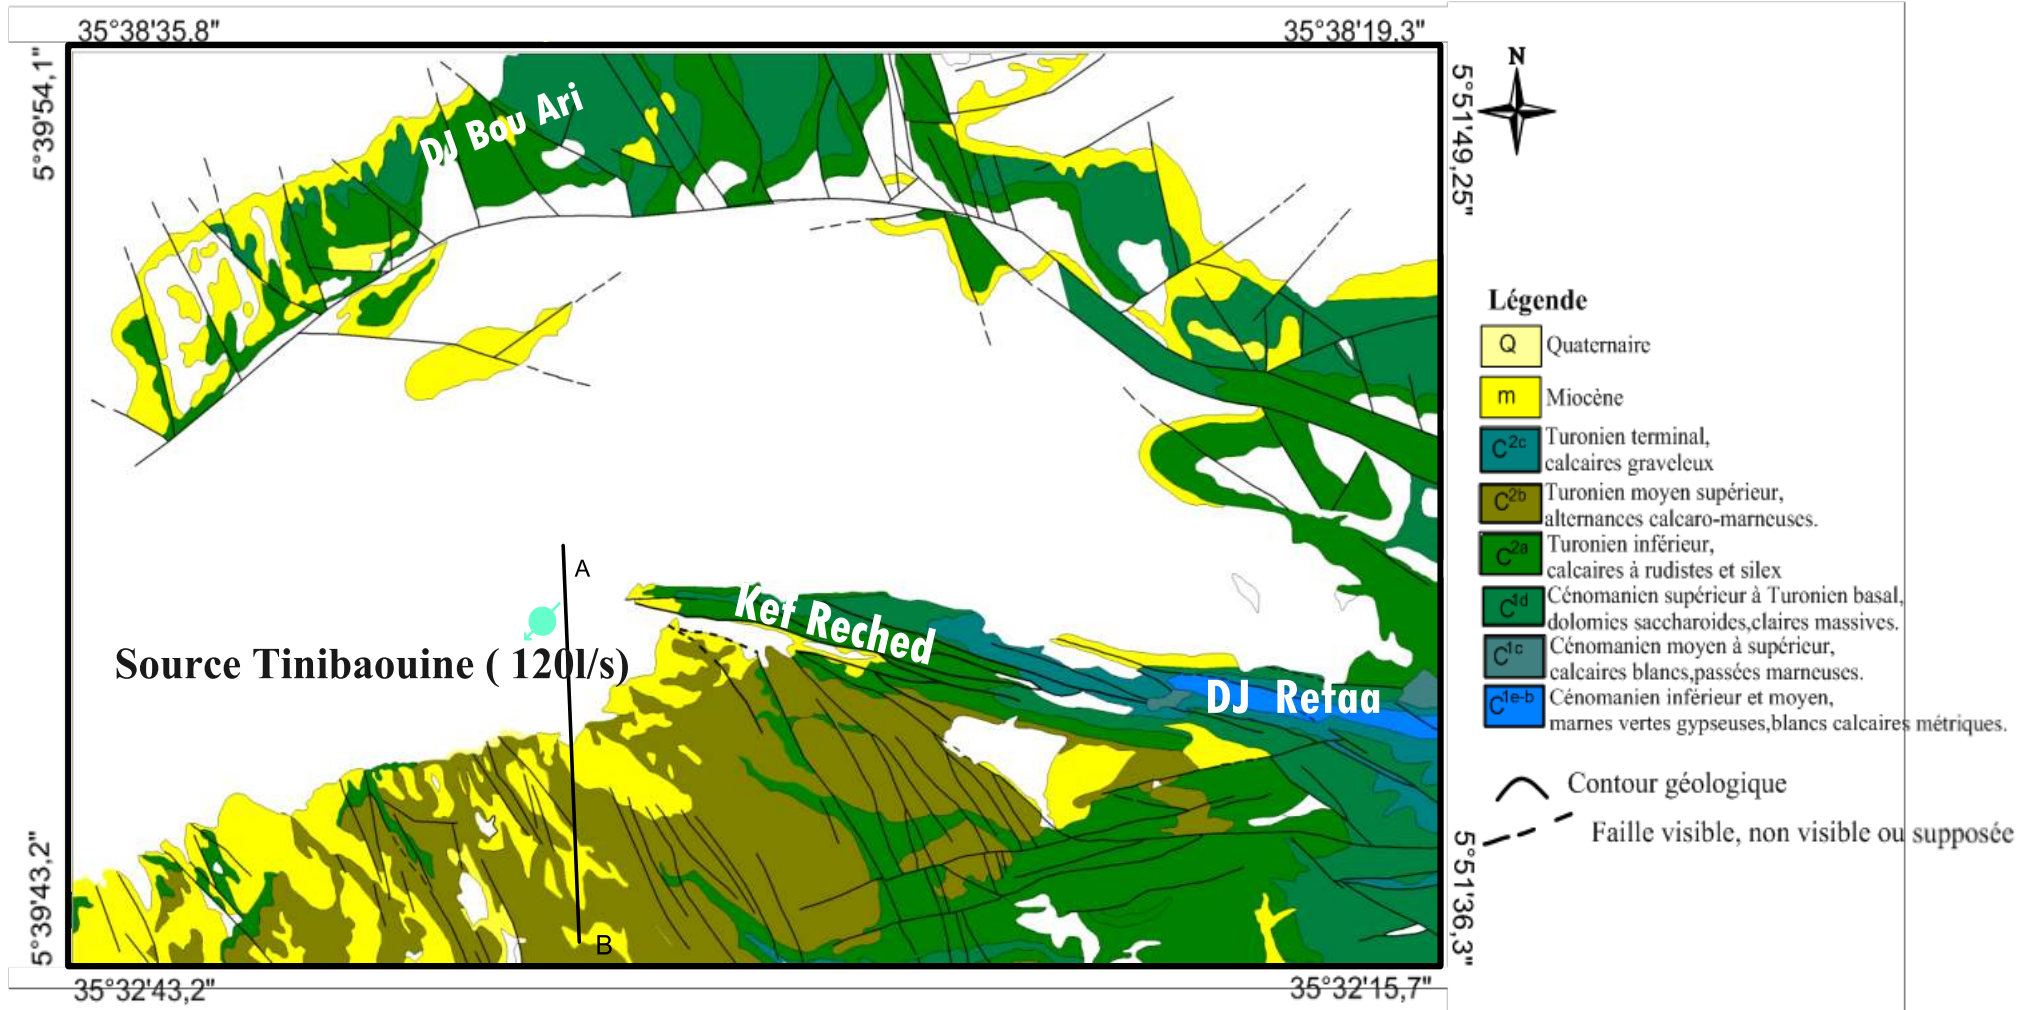 35°38'35.8"
35°38'19.3"
5°39'54,1"
5°51'49,25"
N
DJ Bou Ari
A
Source Tinibaouine ( 120l/s)
Kef Reched
DJ Retaa
B
5°39'43,2"
5°51'36,3"
35°32'43,2"
35°32'15,7"
Légende
Q Quaternaire
m Miocène
C2c Turonien terminal,
calcaires graveleux
C2b Turonien moyen supérieur,
alternances calcaro-marneuses.
C2a Turonien inférieur,
calcaires à rudistes et silex
C1d Cénomanien supérieur à Turonien basal,
dolomies saccharoides,claires massives.
C1c Cénomanien moyen à supérieur,
calcaires blancs,passées marneuses.
C1e-b Cénomanien inférieur et moyen,
marnes vertes gypseuses,blancs calcaires métriques.
Contour géologique
Faille visible, non visible ou supposée